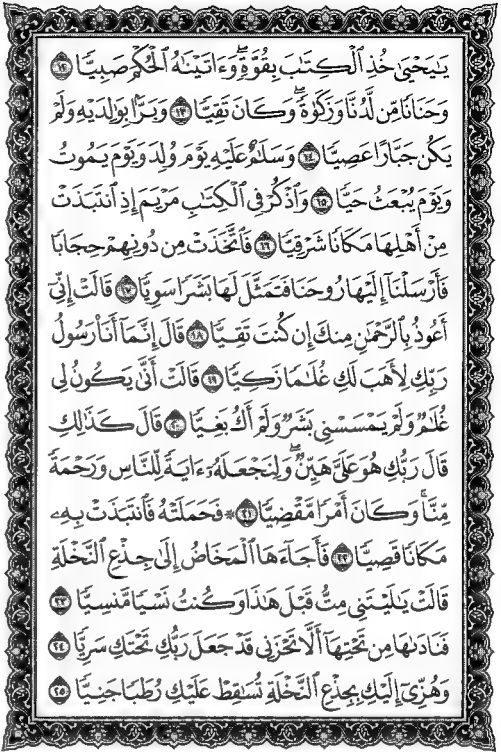 يَـٰيَحْيَىٰ خُذِ ٱلْكِتَـٰبَ بِقُوَّةٍۖ وَءَاتَيْنَـٰهُ ٱلْحُكْمَ صَبِيًّا ١٢
وَحَنَانًا مِّن لَّدُنَّا وَزَكَوٰةًۖ وَكَانَ تَقِيًّا ١٣ وَبَرًّۢا بِوَٰلِدَيْهِ وَلَمْ
يَكُن جَبَّارًا عَصِيًّا ١٤ وَسَلَـٰمٌ عَلَيْهِ يَوْمَ وُلِدَ وَيَوْمَ يَمُوتُ
وَيَوْمَ يُبْعَثُ حَيًّا ١٥ وَٱذْكُرْ فِى ٱلْكِتَـٰبِ مَرْيَمَ إِذِ ٱنتَبَذَتْ
مِنْ أَهْلِهَا مَكَانًا شَرْقِيًّا ١٦ فَٱتَّخَذَتْ مِن دُونِهِمْ حِجَابًا
فَأَرْسَلْنَآ إِلَيْهَا رُوحَنَا فَتَمَثَّلَ لَهَا بَشَرًا سَوِيًّا ١٧ قَالَتْ إِنِّىٓ
أَعُوذُ بِٱلرَّحْمَـٰنِ مِنكَ إِن كُنتَ تَقِيًّا ١٨ قَالَ إِنَّمَآ أَنَا۠ رَسُولُ
رَبِّكِ لِأَهَبَ لَكِ غُلَـٰمًا زَكِيًّا ١٩ قَالَتْ أَنَّىٰ يَكُونُ لِى
غُلَـٰمٌ وَلَمْ يَمْسَسْنِى بَشَرٌ وَلَمْ أَكُ بَغِيًّا ٢٠ قَالَ كَذَٰلِكِ
قَالَ رَبُّكِ هُوَ عَلَىَّ هَيِّنٌۖ وَلِنَجْعَلَهُۥٓ ءَايَةً لِّلنَّاسِ وَرَحْمَةً
مِّنَّاۚ وَكَانَ أَمْرًا مَّقْضِيًّا ٢١ ۞ فَحَمَلَتْهُ فَٱنتَبَذَتْ بِهِۦ
مَكَانًا قَصِيًّا ٢٢ فَأَجَآءَهَا ٱلْمَخَاضُ إِلَىٰ جِذْعِ ٱلنَّخْلَةِ
قَالَتْ يَـٰلَيْتَنِى مِتُّ قَبْلَ هَـٰذَا وَكُنتُ نَسْيًا مَّنسِيًّا ٢٣
فَنَادَىٰهَا مِن تَحْتِهَآ أَلَّا تَحْزَنِى قَدْ جَعَلَ رَبُّكِ تَحْتَكِ سَرِيًّا ٢٤
وَهُزِّىٓ إِلَيْكِ بِجِذْعِ ٱلنَّخْلَةِ تُسَـٰقِطْ عَلَيْكِ رُطَبًا جَنِيًّا ٢٥